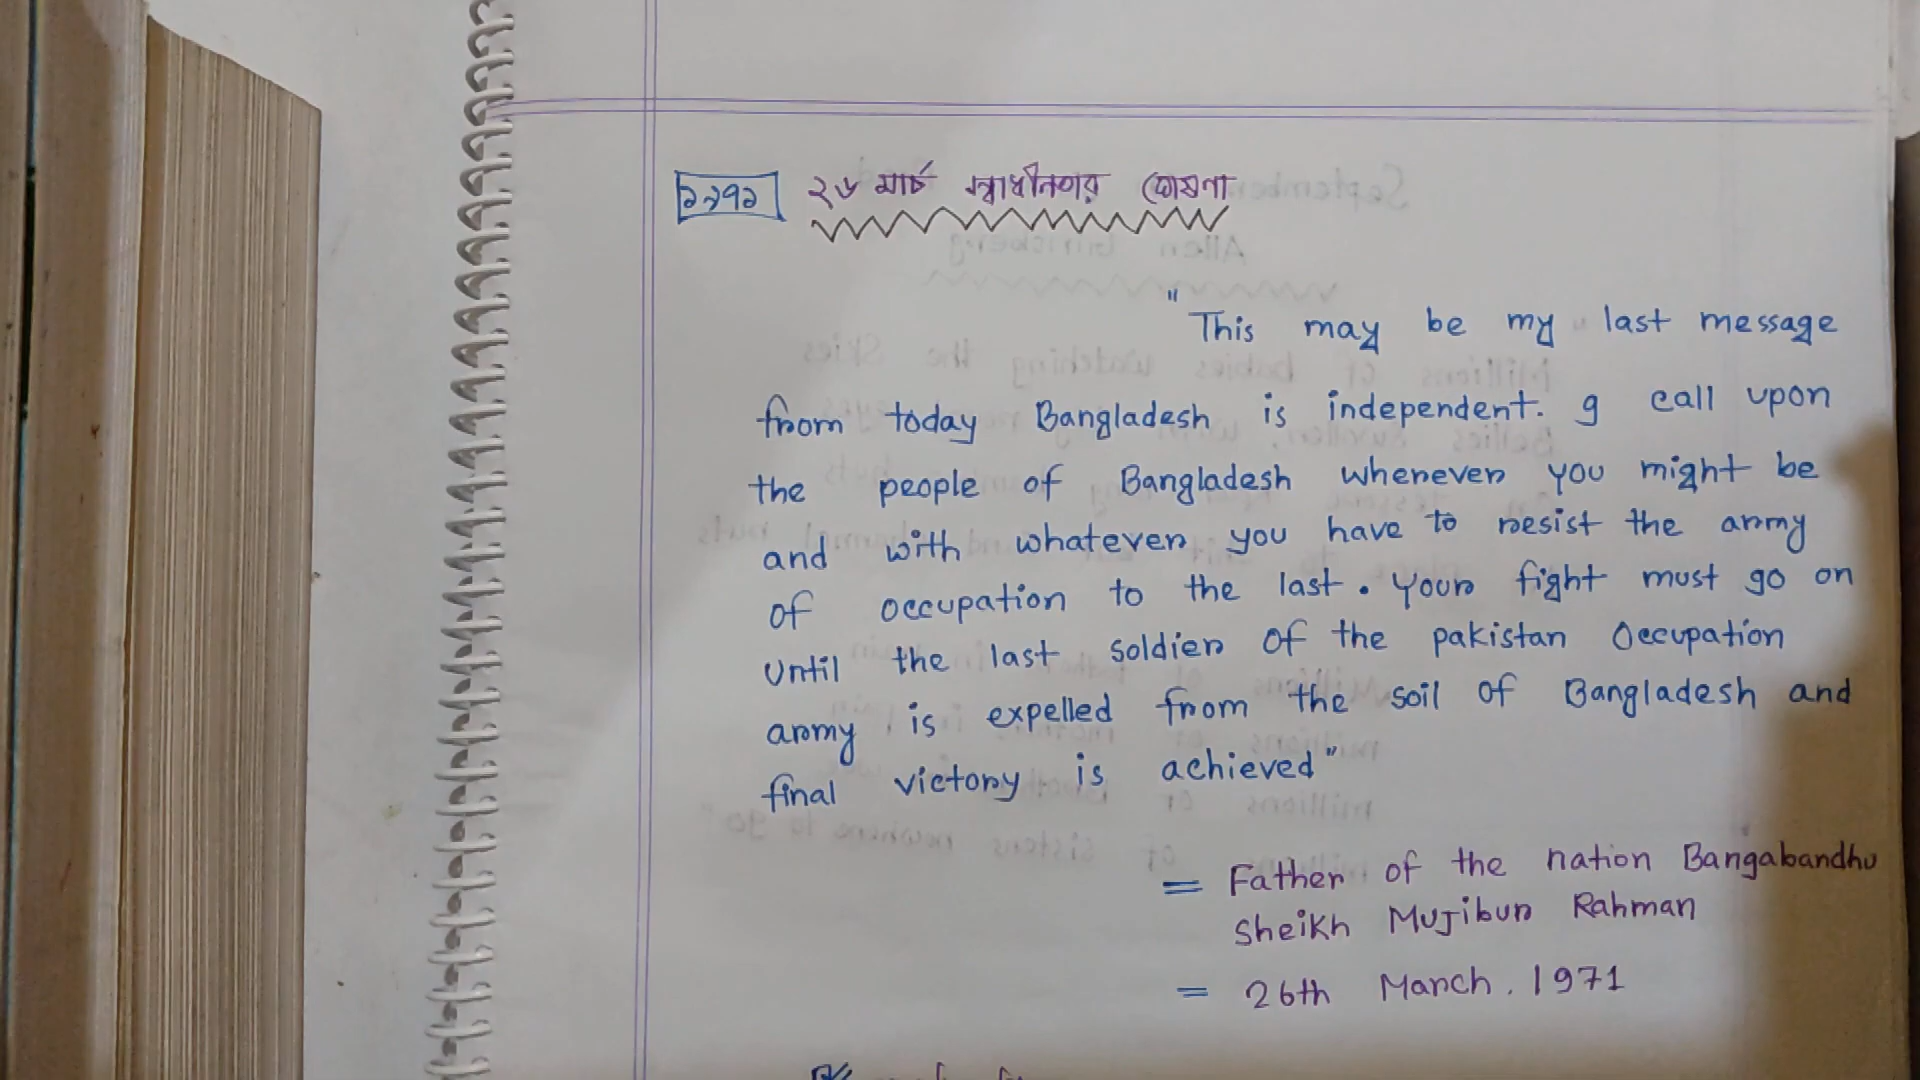 ১৯৭১ ২৬ মার্চ স্বাধীনতার ঘোষনা
"This may be my last message
from today Bangladesh is independent. I call upon
the people of Bangladesh whenever you might be
and with whatever you have to resist the army
of occupation to the last. Your fight must go on
Until the last soldier of the pakistan Occupation
army is expelled from the soil of Bangladesh and
final victory is achieved"
= Father of the nation Bangabandhu
Sheikh Mujibur Rahman
= 26th March, 1971